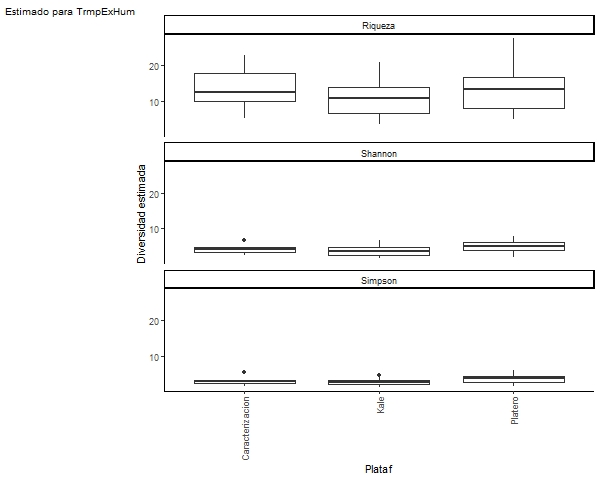 Estimado para TrmpExHum
Riqueza
20
10
Shannon
20
10
Simpson
20
10
Diversidad estimada
Caracterizacion
Kale
Platero
Plataf